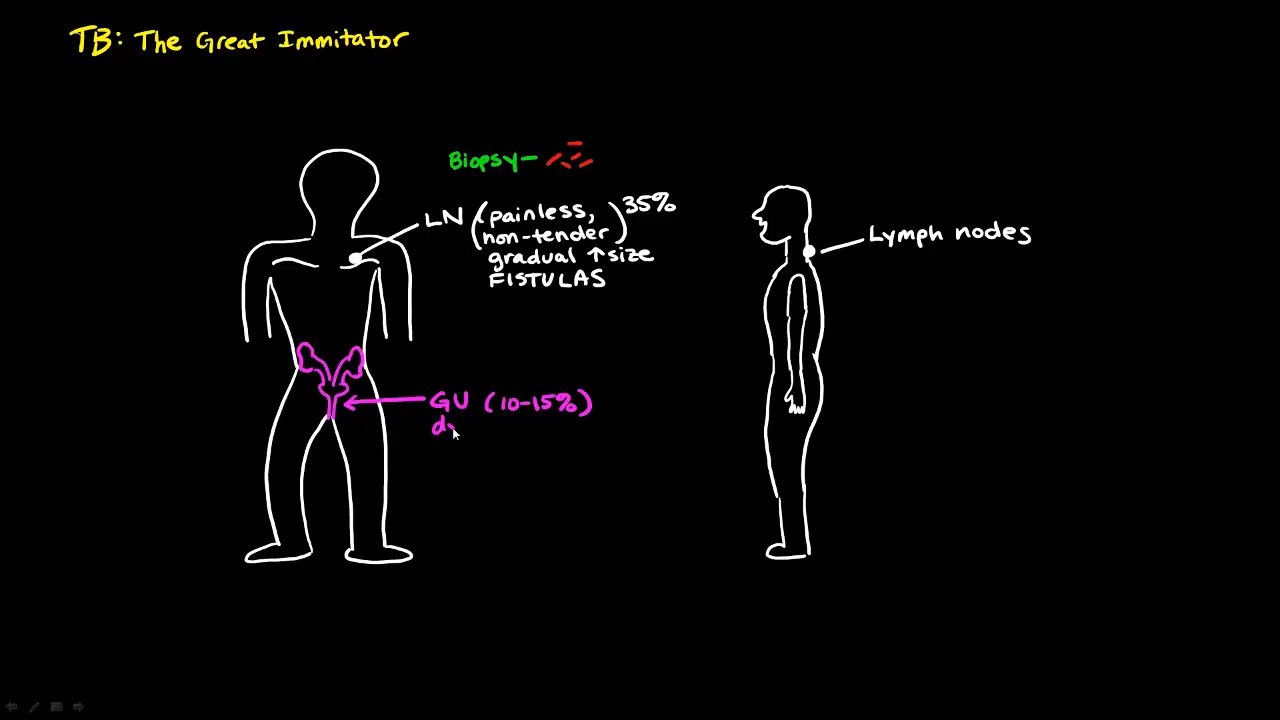 TB: The Great Immitator
Biopsy-
LN (painless, non-tender) 35%
gradual ↑size
FISTULAS
Lymph nodes
GU (10-15%)